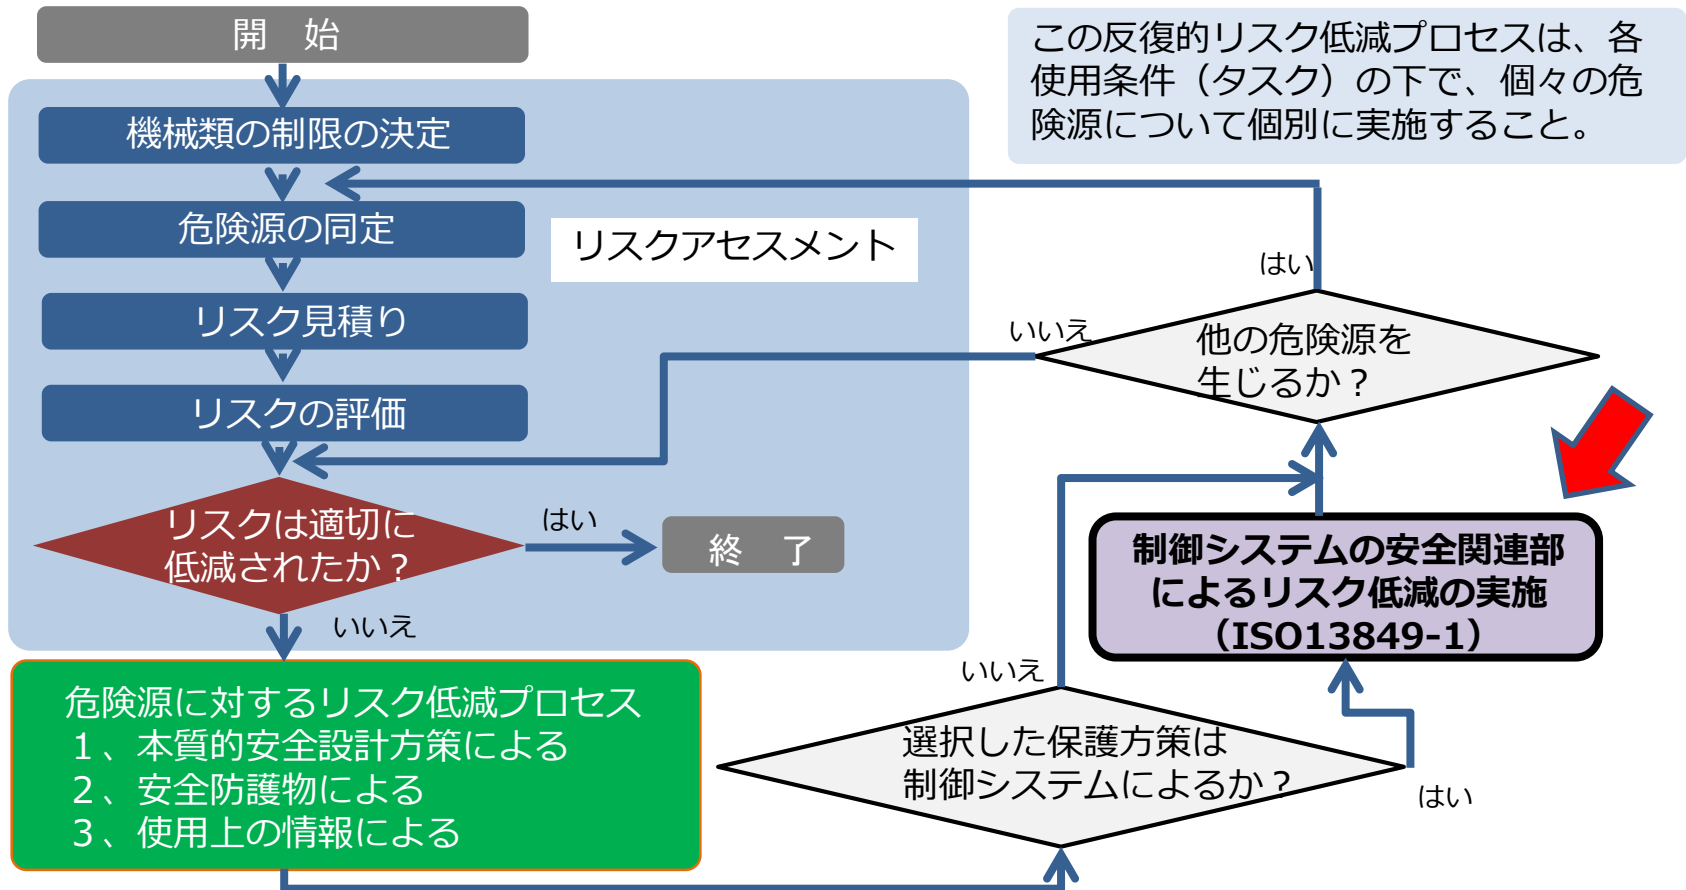 開　始
この反復的リスク低減プロセスは、各
使用条件（タスク）の下で、個々の危
険源について個別に実施すること。
機械類の制限の決定
危険源の同定
リスクアセスメント
リスク見積り
リスクの評価
はい
いいえ
他の危険源を
生じるか？
リスクは適切に
低減されたか？
はい
終　了
いいえ
制御システムの安全関連部
によるリスク低減の実施
（ISO13849-1）
危険源に対するリスク低減プロセス
１、本質的安全設計方策による
２、安全防護物による
３、使用上の情報による
いいえ
選択した保護方策は
制御システムによるか？
はい